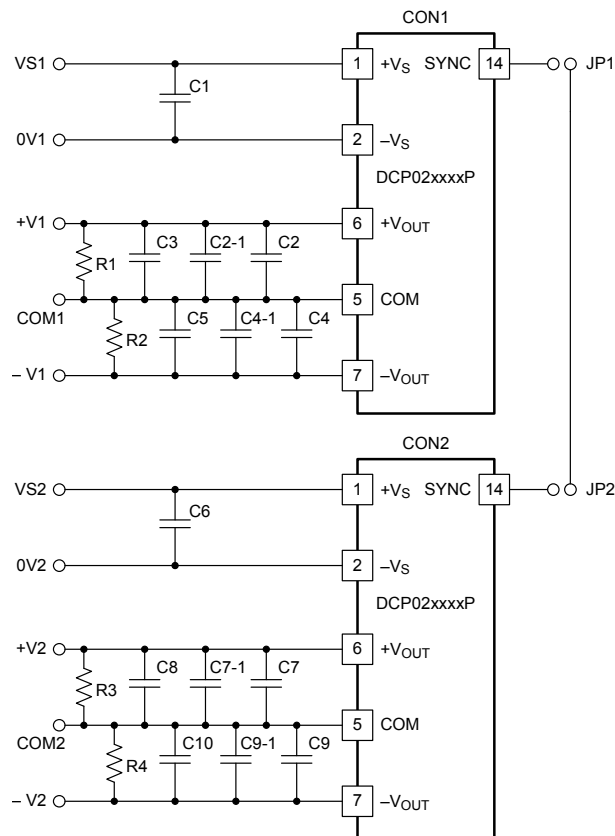 CON1
VS1
1
+VS
SYNC
14
JP1
C1
0V1
2
–VS
DCP02xxxxP
+V1
6
+VOUT
R1
C3
C2-1
C2
COM1
5
COM
R2
C5
C4-1
C4
– V1
7
–VOUT
CON2
VS2
1
+VS
SYNC
14
JP2
C6
0V2
2
–VS
DCP02xxxxP
+V2
6
+VOUT
R3
C8
C7-1
C7
COM2
5
COM
R4
C10
C9-1
C9
– V2
7
–VOUT